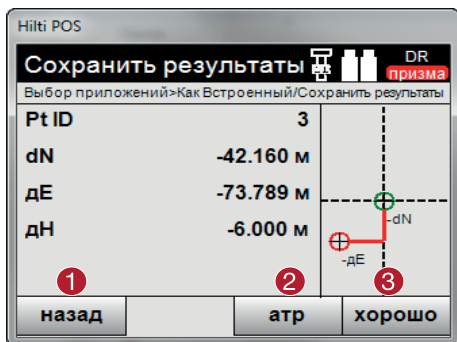 Hilti POS
Сохранить результаты
DR
призма
Выбор приложений>Как Встроенный/Сохранить результаты
Pt ID 3
dN -42.160 м
дЕ -73.789 м
дН -6.000 м
-dN
-дЕ
1 2 3
назад атр хорошо